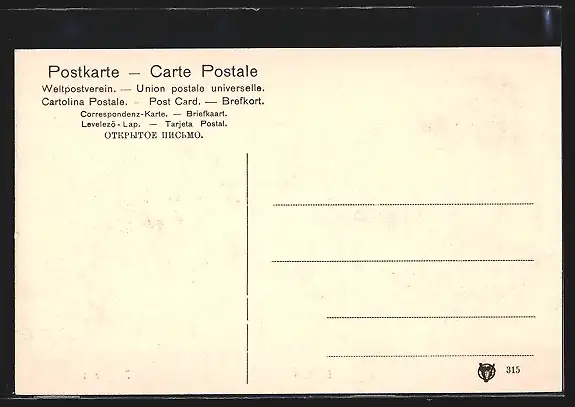 Postkarte — Carte Postale
Weltpostverein. — Union postale universelle.
Cartolina Postale. - Post Card. — Brefkort.
Correspondenz-Karte. — Briefkaart.
Levelező-Lap. — Tarjeta Postal.
ОТКРЫТОЕ ПИСЬМО.
315